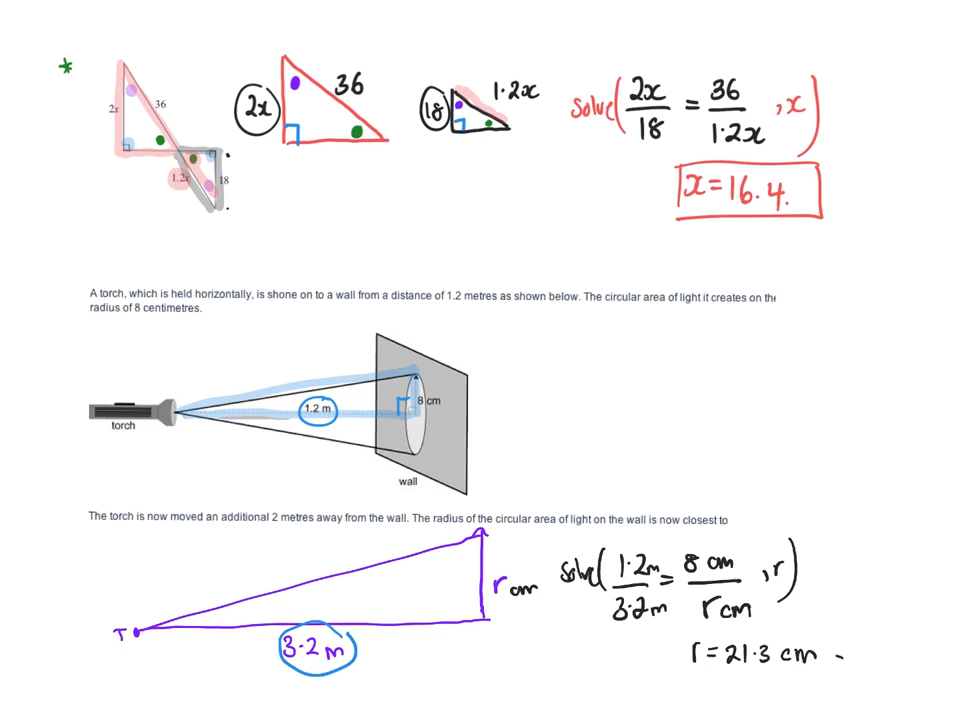 *
2x
36
1.2x
18
2x
36
18
1.2x
solve( 2x/18 = 36/1.2x , x )
x = 16.4.
A torch, which is held horizontally, is shone on to a wall from a distance of 1.2 metres as shown below. The circular area of light it creates on the
radius of 8 centimetres.
1.2 m
8 cm
torch
wall
The torch is now moved an additional 2 metres away from the wall. The radius of the circular area of light on the wall is now closest to
r cm
T
3.2 m
solve( 1.2m/3.2m = 8 cm/r cm , r )
r = 21.3 cm